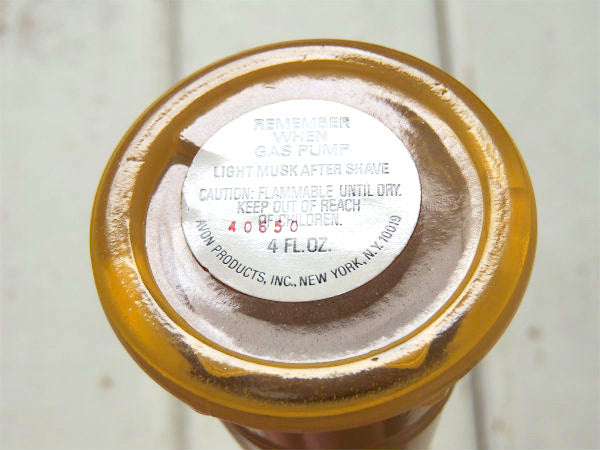 REMEMBER
WHEN
GAS PUMP
LIGHT MUSK AFTER SHAVE
CAUTION: FLAMMABLE UNTIL DRY.
KEEP OUT OF REACH
OF CHILDREN.
40650
4 FL.OZ.
AVON PRODUCTS, INC., NEW YORK, N.Y. 10019